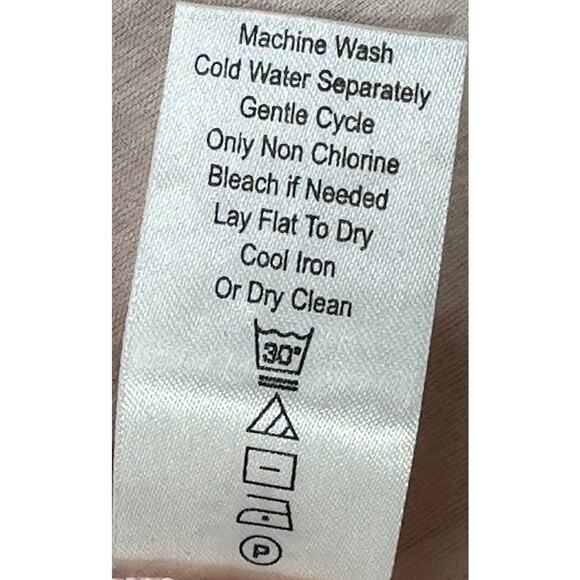 Machine Wash
Cold Water Separately
Gentle Cycle
Only Non Chlorine
Bleach if Needed
Lay Flat To Dry
Cool Iron
Or Dry Clean
30°
P